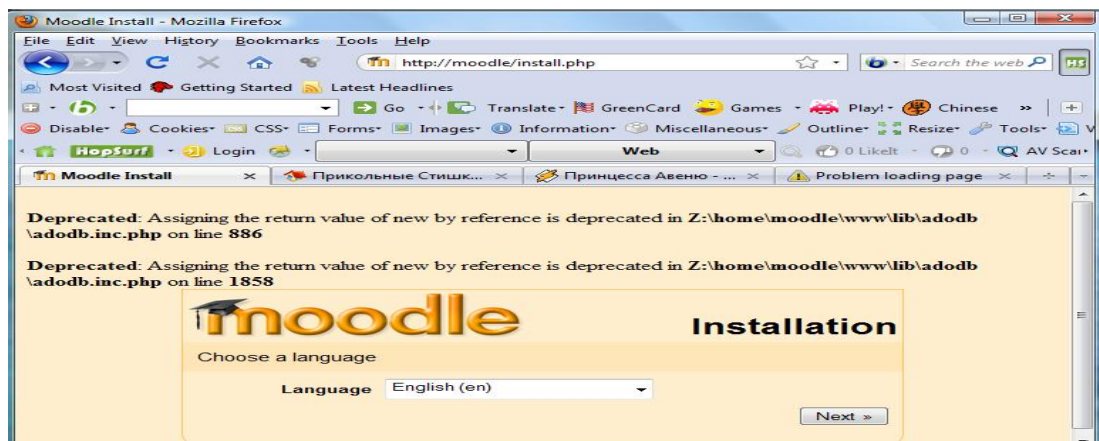 Moodle Install - Mozilla Firefox
File Edit View History Bookmarks Tools Help
http://moodle/install.php
Search the web
Most Visited Getting Started Latest Headlines
Go Translate GreenCard Games Play! Chinese »
Disable Cookies CSS Forms Images Information Miscellaneous Outline Resize Tools V
HopSurf Login Web 0 LikeIt 0 AV Scan
Moodle Install Прикольные Стишк... Принцесса Авеню - ... Problem loading page
Deprecated: Assigning the return value of new by reference is deprecated in Z:\home\moodle\www\lib\adodb
\adodb.inc.php on line 886
Deprecated: Assigning the return value of new by reference is deprecated in Z:\home\moodle\www\lib\adodb
\adodb.inc.php on line 1858
moodle Installation
Choose a language
Language English (en)
Next »